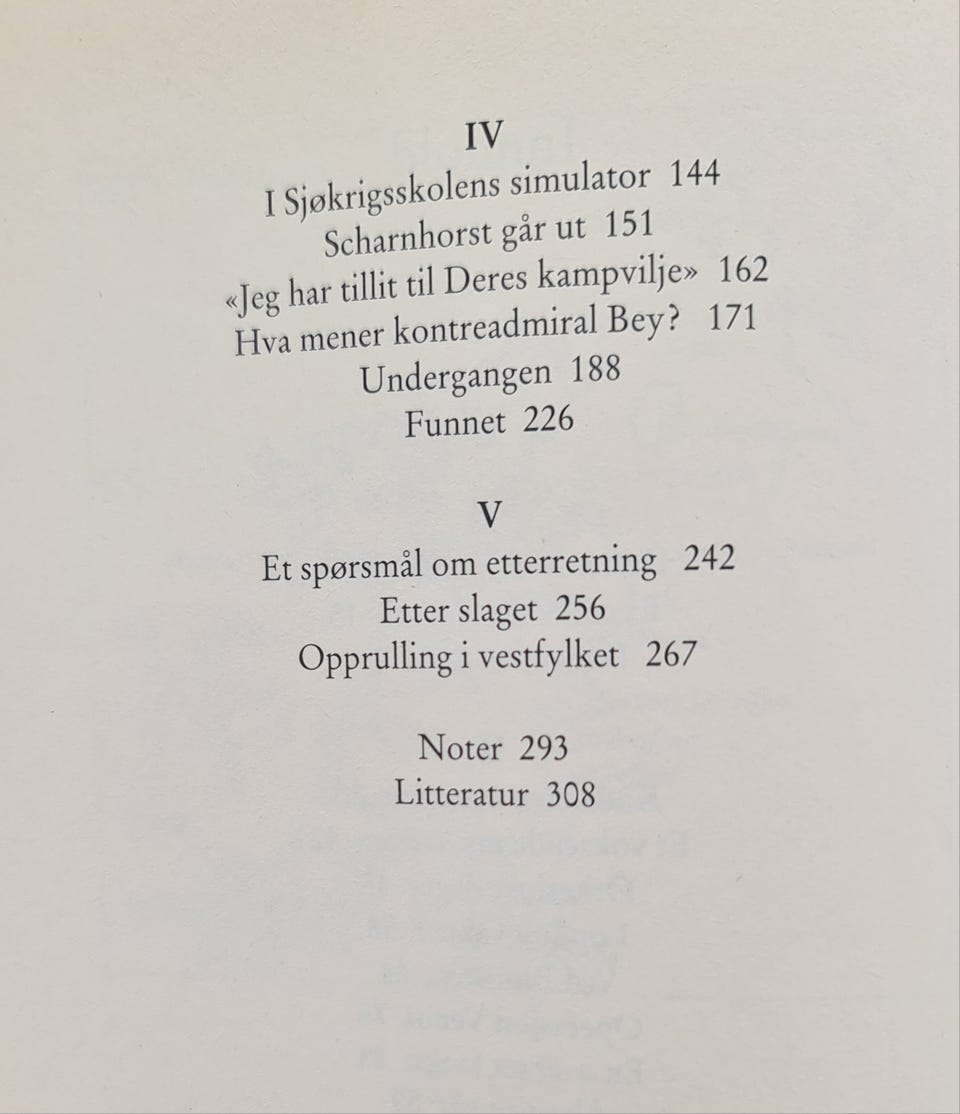 IV
I Sjøkrigsskolens simulator 144
Scharnhorst går ut 151
«Jeg har tillit til Deres kampvilje» 162
Hva mener kontreadmiral Bey? 171
Undergangen 188
Funnet 226
V
Et spørsmål om etterretning 242
Etter slaget 256
Opprulling i vestfylket 267
Noter 293
Litteratur 308